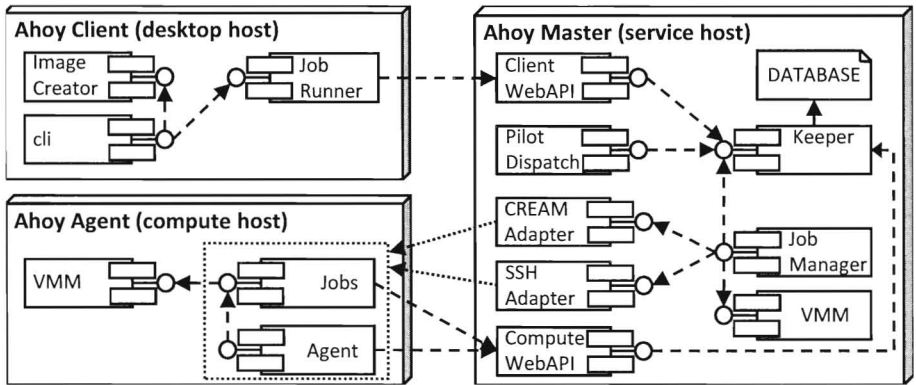 Ahoy Client (desktop host)
Image
Creator
Job
Runner
cli
Ahoy Agent (compute host)
VMM
Jobs
Agent
Ahoy Master (service host)
Client
WebAPI
DATABASE
Pilot
Dispatch
Keeper
CREAM
Adapter
Job
Manager
SSH
Adapter
VMM
Compute
WebAPI